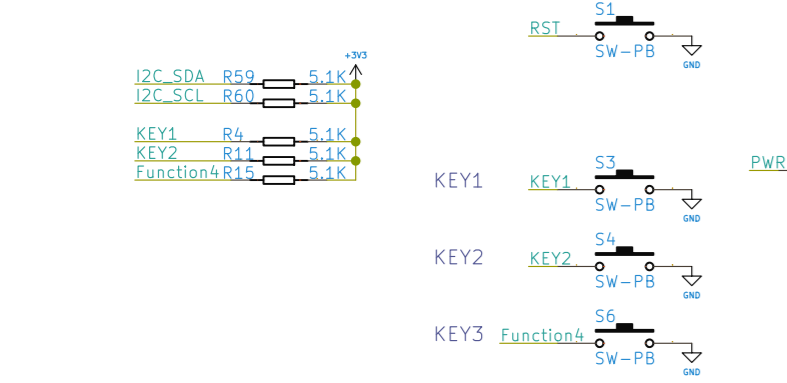 S1
RST
SW-PB
GND
+3V3
I2C_SDA R59 5.1K
I2C_SCL R60 5.1K
KEY1 R4 5.1K
KEY2 R11 5.1K
Function4 R15 5.1K
S3
PWR
KEY1 KEY1
SW-PB
GND
S4
KEY2 KEY2
SW-PB
GND
S6
KEY3 Function4
SW-PB
GND